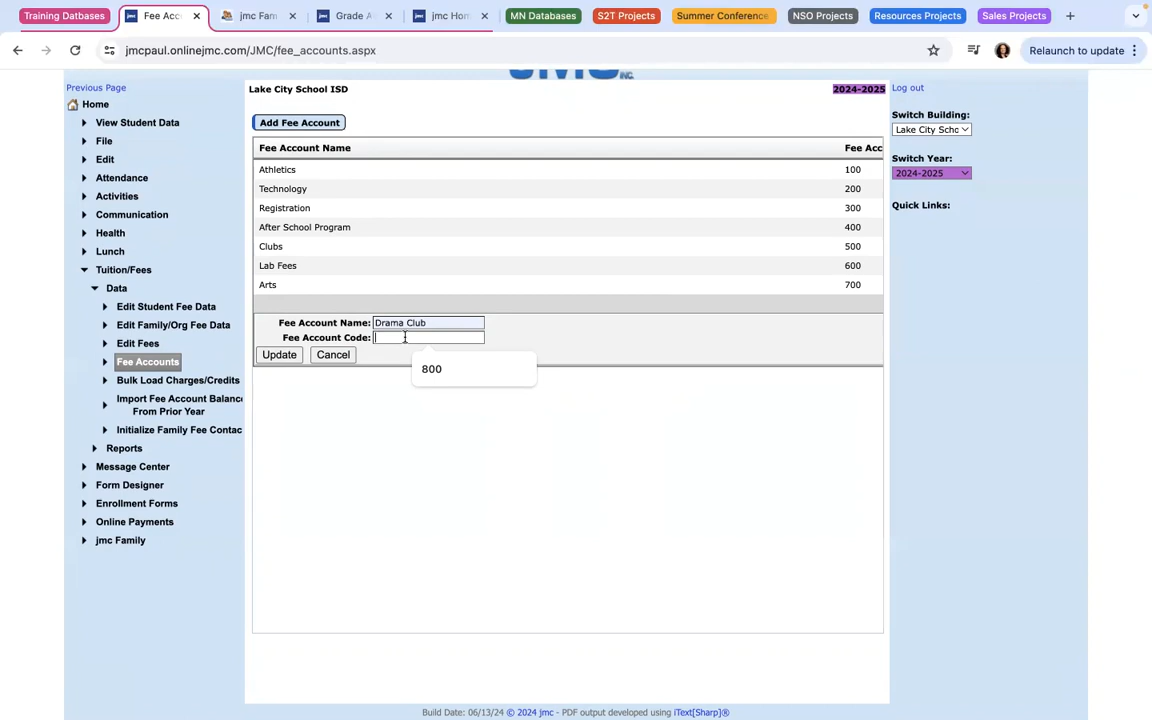 Training Datbases
Fee Acc
jmc Fam
Grade A
jmc Hom
MN Databases
S2T Projects
Summer Conference
NSO Projects
Resources Projects
Sales Projects
jmcpaul.onlinejmc.com/JMC/fee_accounts.aspx
Relaunch to update
INC.
Previous Page
Home
View Student Data
File
Edit
Attendance
Activities
Communication
Health
Lunch
Tuition/Fees
Data
Edit Student Fee Data
Edit Family/Org Fee Data
Edit Fees
Fee Accounts
Bulk Load Charges/Credits
Import Fee Account Balanc
From Prior Year
Initialize Family Fee Contac
Reports
Message Center
Form Designer
Enrollment Forms
Online Payments
jmc Family
Lake City School ISD
2024-2025
Add Fee Account
Fee Account Name Fee Acc
Athletics 100
Technology 200
Registration 300
After School Program 400
Clubs 500
Lab Fees 600
Arts 700
Fee Account Name: Drama Club
Fee Account Code:
Update Cancel
800
Log out
Switch Building:
Lake City Scho
Switch Year:
2024-2025
Quick Links:
Build Date: 06/13/24 © 2024 jmc - PDF output developed using iText[Sharp]®